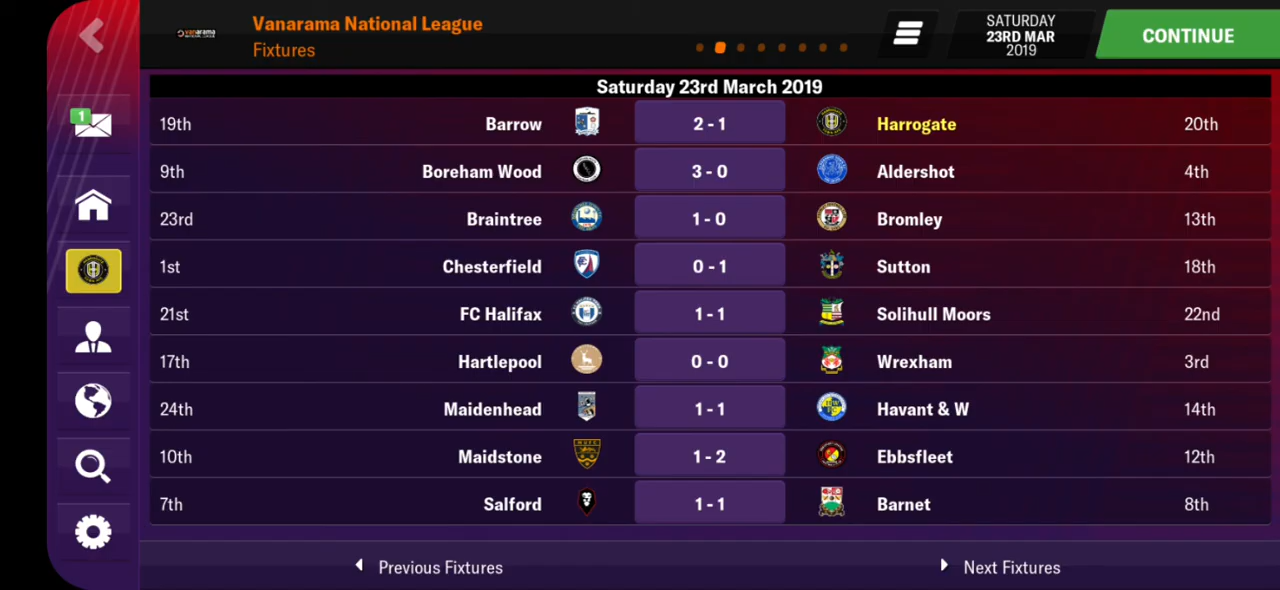 Vanarama National League
Fixtures
SATURDAY
23RD MAR
2019
CONTINUE
vanarama
1
Saturday 23rd March 2019
19th Barrow 2 - 1 Harrogate 20th
9th Boreham Wood 3 - 0 Aldershot 4th
23rd Braintree 1 - 0 Bromley 13th
1st Chesterfield 0 - 1 Sutton 18th
21st FC Halifax 1 - 1 Solihull Moors 22nd
17th Hartlepool 0 - 0 Wrexham 3rd
24th Maidenhead 1 - 1 Havant & W 14th
10th Maidstone 1 - 2 Ebbsfleet 12th
7th Salford 1 - 1 Barnet 8th
Previous Fixtures Next Fixtures